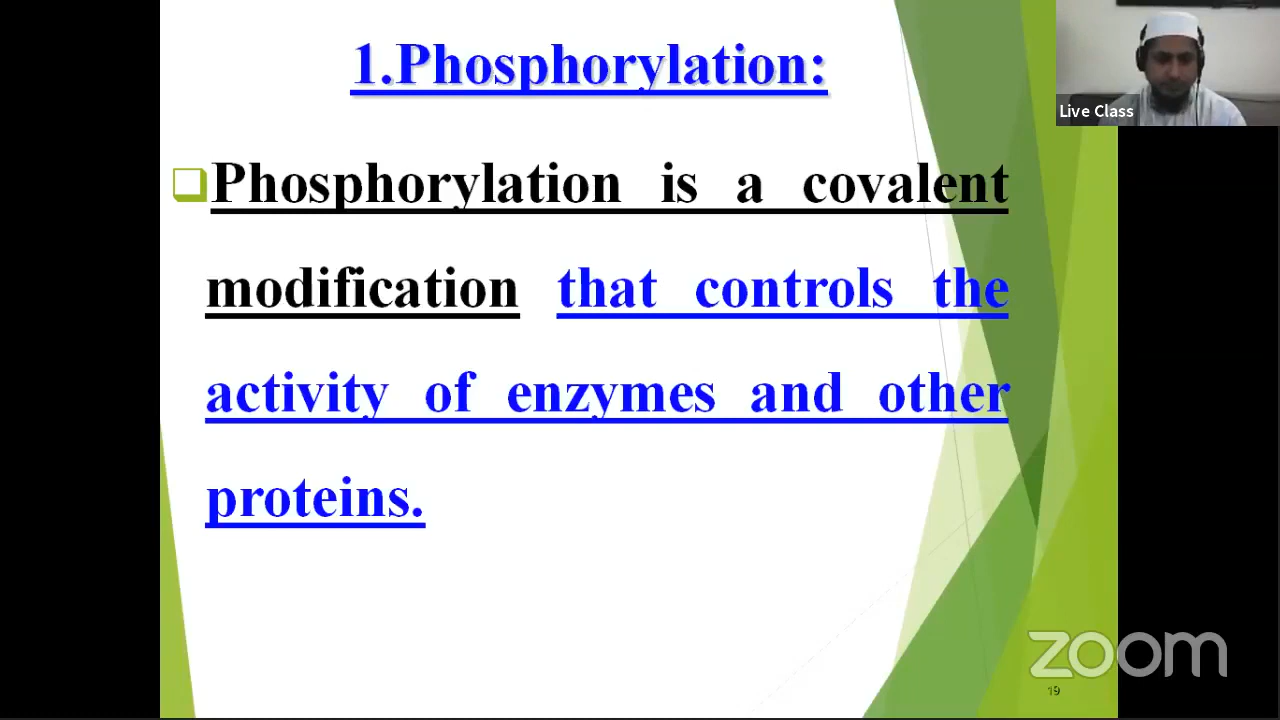 1.Phosphorylation:
Phosphorylation is a covalent
modification that controls the
activity of enzymes and other
proteins.
Live Class
zoom
19